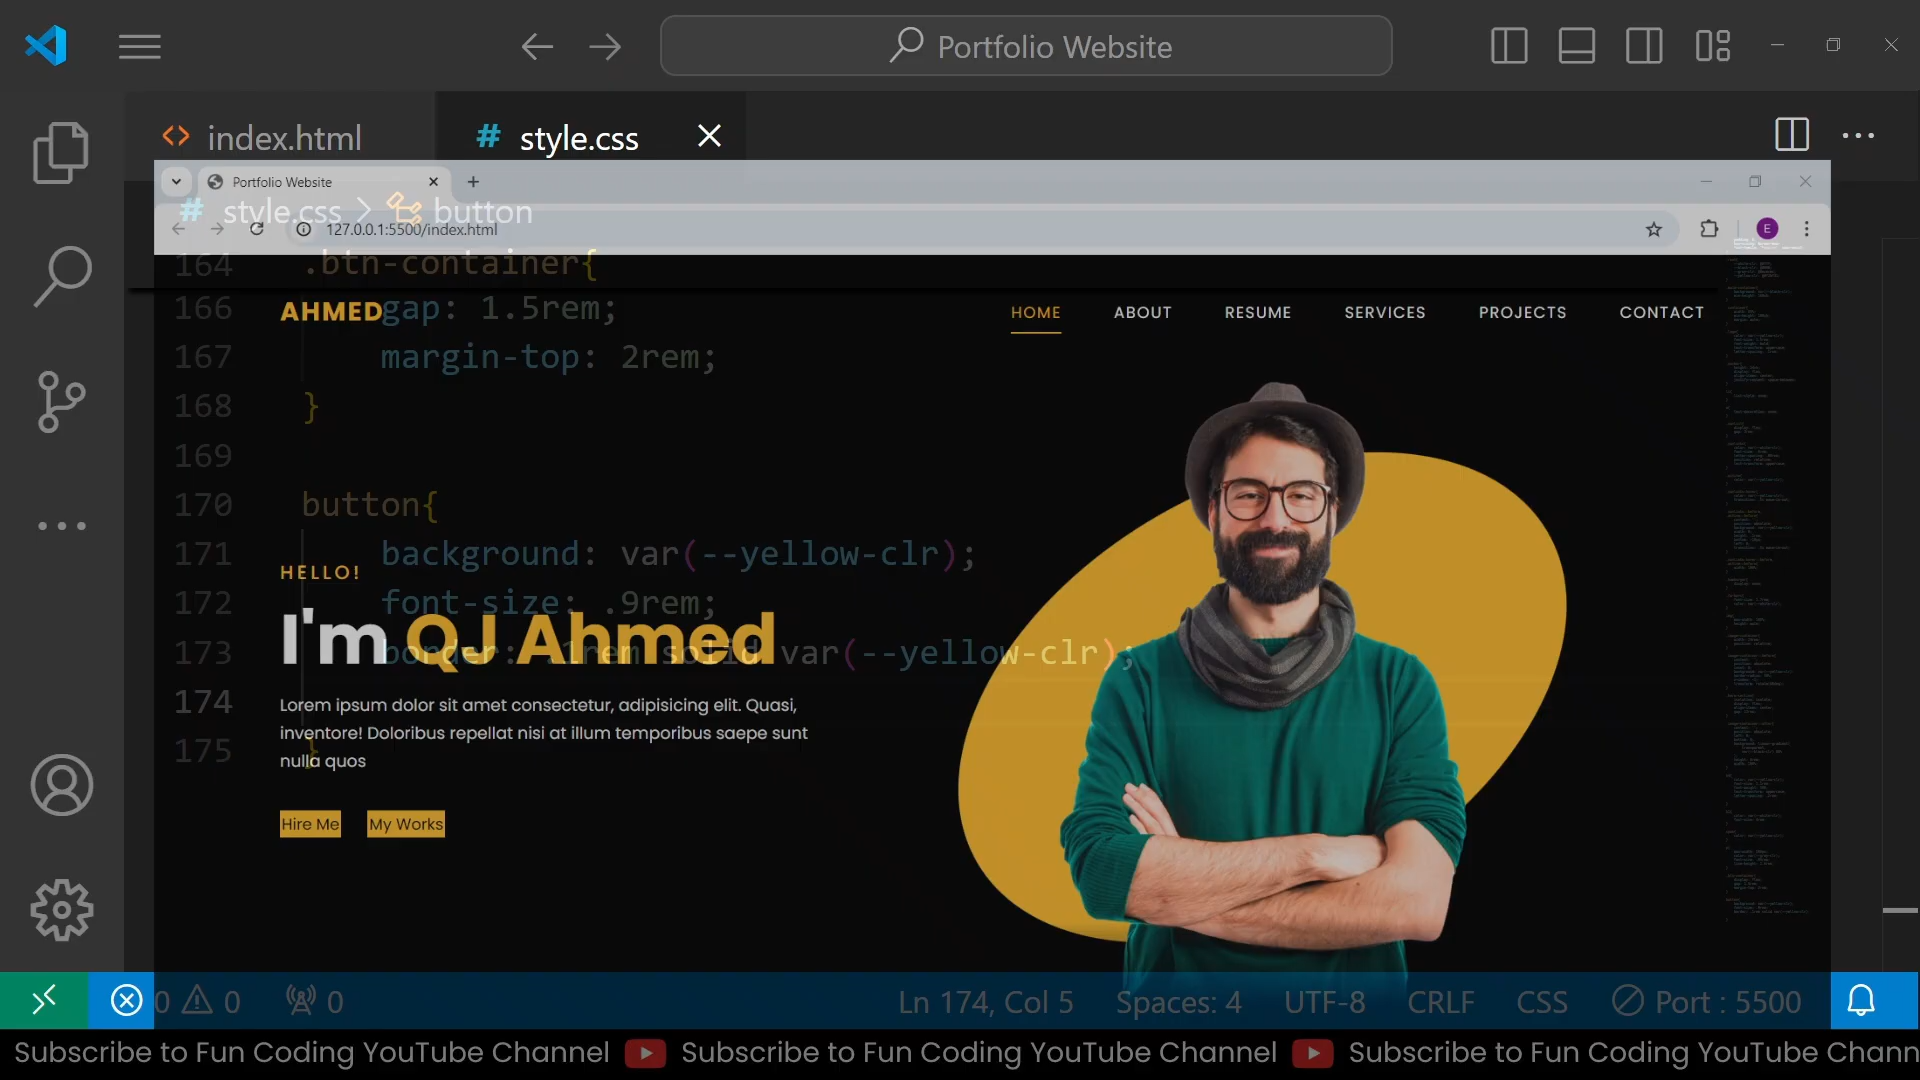 Portfolio Website
index.html
# style.css
Portfolio Website
# style.css > button
127.0.0.1:5500/index.html
E
164 .btn-container{
166 gap: 1.5rem;
167 margin-top: 2rem;
168 }
169
170 button{
171 background: var(--yellow-clr);
172 font-size: .9rem;
173 border: .1rem solid var(--yellow-clr);
174
175 }
AHMED
HOME ABOUT RESUME SERVICES PROJECTS CONTACT
HELLO!
I'm QJ Ahmed
Lorem ipsum dolor sit amet consectetur, adipisicing elit. Quasi,
inventore! Doloribus repellat nisi at illum temporibus saepe sunt
nulla quos
Hire Me My Works
0 0 0 Ln 174, Col 5 Spaces: 4 UTF-8 CRLF CSS Port : 5500
Subscribe to Fun Coding YouTube Channel Subscribe to Fun Coding YouTube Channel Subscribe to Fun Coding YouTube Chann